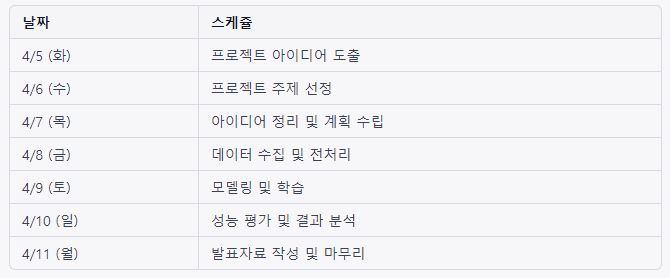 날짜 스케쥴
4/5 (화) 프로젝트 아이디어 도출
4/6 (수) 프로젝트 주제 선정
4/7 (목) 아이디어 정리 및 계획 수립
4/8 (금) 데이터 수집 및 전처리
4/9 (토) 모델링 및 학습
4/10 (일) 성능 평가 및 결과 분석
4/11 (월) 발표자료 작성 및 마무리